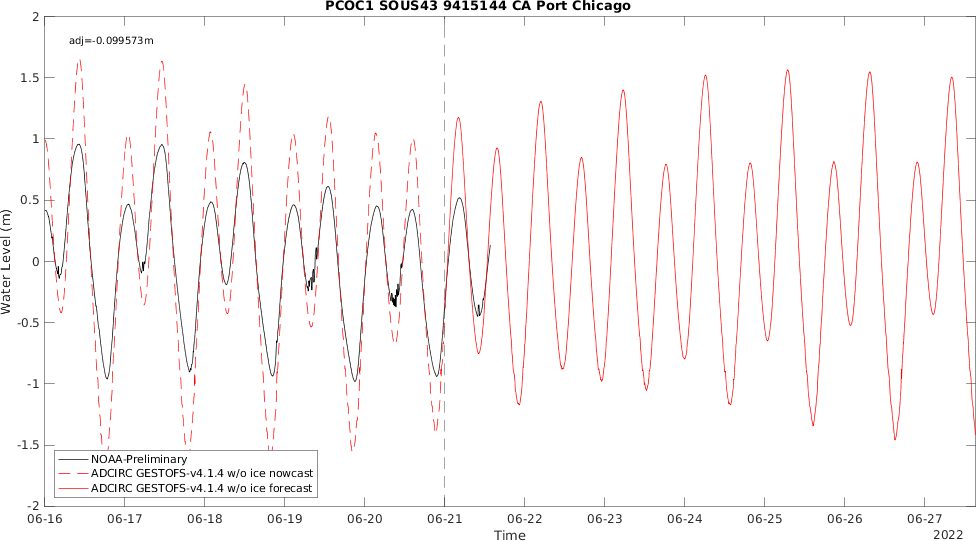 PCOC1 SOUS43 9415144 CA Port Chicago
adj=-0.099573m
2
1.5
1
0.5
0
-0.5
-1
-1.5
-2
Water Level (m)
NOAA-Preliminary
ADCIRC GESTOFS-v4.1.4 w/o ice nowcast
ADCIRC GESTOFS-v4.1.4 w/o ice forecast
06-16 06-17 06-18 06-19 06-20 06-21 06-22 06-23 06-24 06-25 06-26 06-27
Time
2022